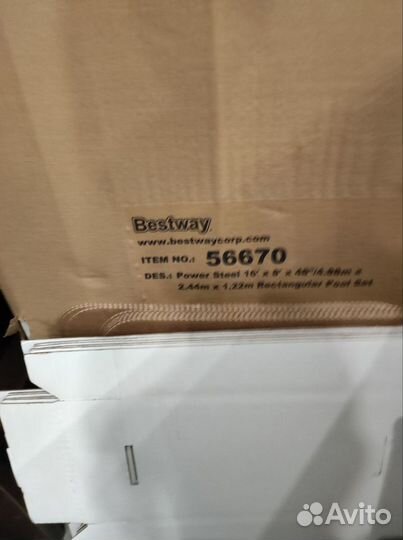 Bestway
www.bestwaycorp.com
ITEM NO.: 56670
DES.: Power Steel 16' x 8' x 48"/4.88m x
2.44m x 1.22m Rectangular Pool Set
Avito